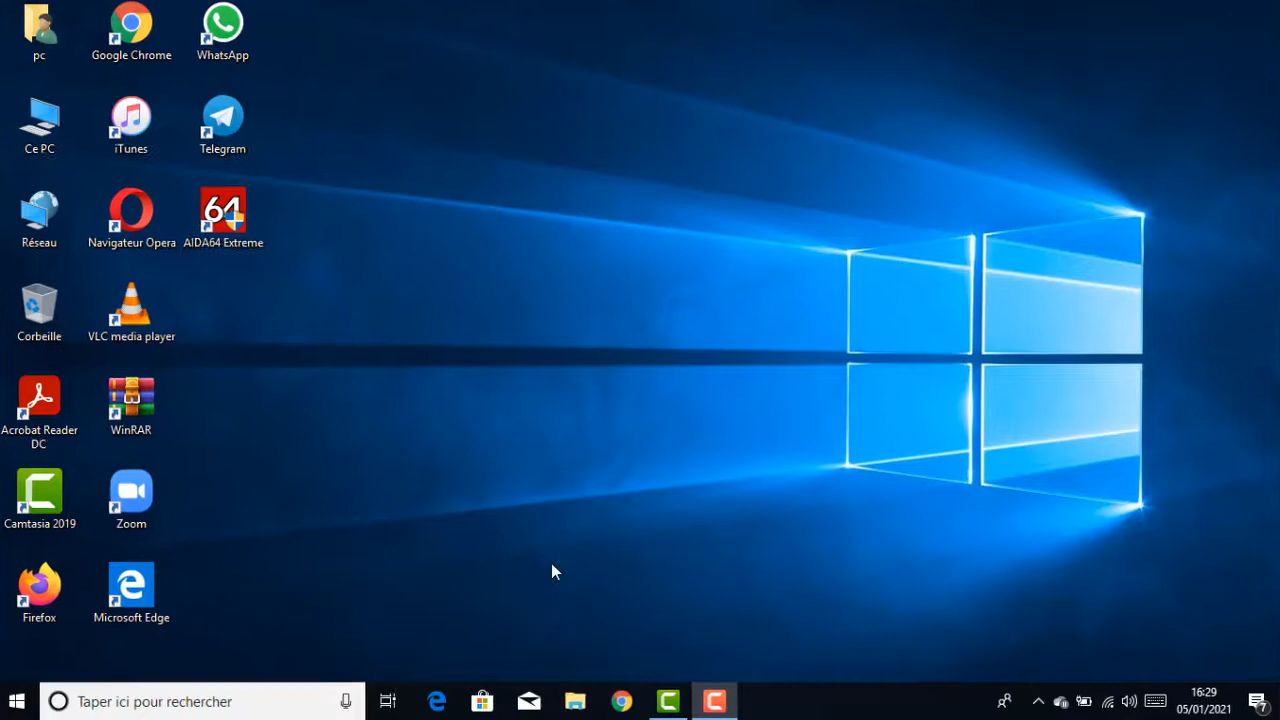 pc
Google Chrome
WhatsApp
Ce PC
iTunes
Telegram
Réseau
Navigateur Opera
64
AIDA64 Extreme
Corbeille
VLC media player
Acrobat Reader
DC
WinRAR
Camtasia 2019
Zoom
Firefox
Microsoft Edge
Taper ici pour rechercher
16:29
05/01/2021
7